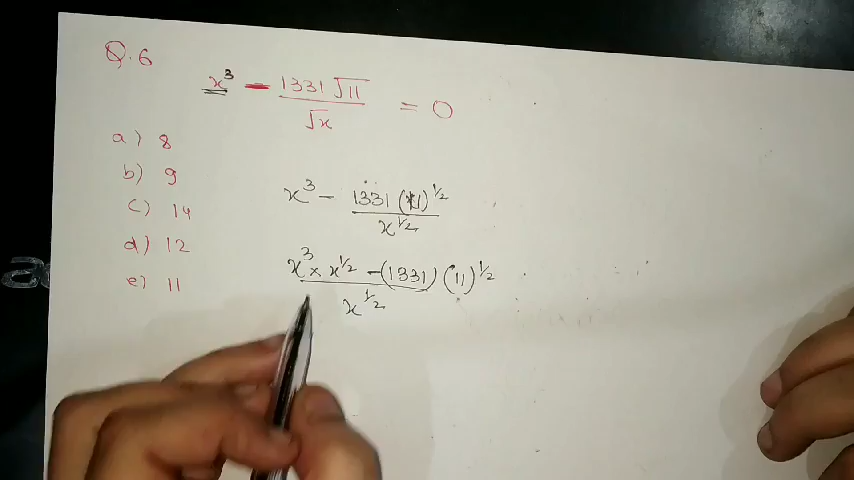 Q.6
x³ - 1331√11 / √x = 0
a) 8
b) 9
c) 14
d) 12
e) 11
x³ - 1331(11)^1/2 / x^1/2
x³ × x^1/2 - (1331)(11)^1/2 / x^1/2